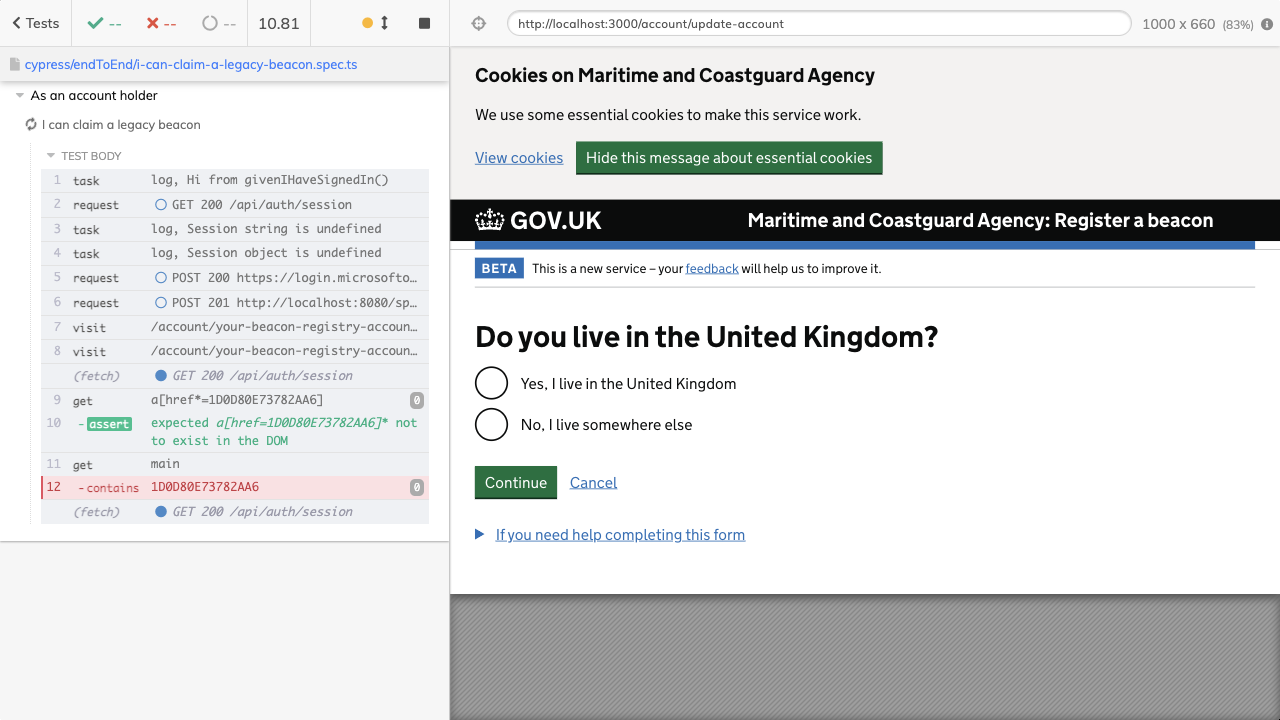 Tests
--
--
--
10.81
http://localhost:3000/account/update-account
1000 x 660 (83%)
cypress/endToEnd/i-can-claim-a-legacy-beacon.spec.ts
As an account holder
I can claim a legacy beacon
TEST BODY
1 task log, Hi from givenIHaveSignedIn()
2 request GET 200 /api/auth/session
3 task log, Session string is undefined
4 task log, Session object is undefined
5 request POST 200 https://login.microsofto…
6 request POST 201 http://localhost:8080/sp…
7 visit /account/your-beacon-registry-accoun…
8 visit /account/your-beacon-registry-accoun…
(fetch) GET 200 /api/auth/session
9 get a[href*=1D0D80E73782AA6] 0
10 -assert expected a[href=1D0D80E73782AA6]* not
to exist in the DOM
11 get main
12 -contains 1D0D80E73782AA6 0
(fetch) GET 200 /api/auth/session
Cookies on Maritime and Coastguard Agency
We use some essential cookies to make this service work.
View cookies Hide this message about essential cookies
GOV.UK Maritime and Coastguard Agency: Register a beacon
BETA This is a new service – your feedback will help us to improve it.
Do you live in the United Kingdom?
Yes, I live in the United Kingdom
No, I live somewhere else
Continue Cancel
If you need help completing this form